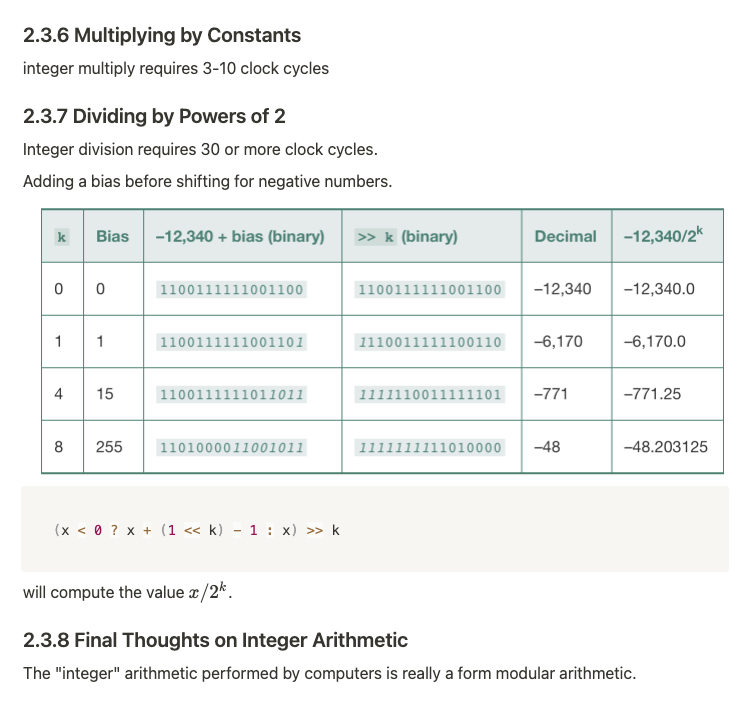 2.3.6 Multiplying by Constants
integer multiply requires 3-10 clock cycles
2.3.7 Dividing by Powers of 2
Integer division requires 30 or more clock cycles.
Adding a bias before shifting for negative numbers.
k Bias −12,340 + bias (binary) >> k (binary) Decimal −12,340/2^k
0 0 1100111111001100 1100111111001100 −12,340 −12,340.0
1 1 1100111111001101 1110011111100110 −6,170 −6,170.0
4 15 1100111111011011 1111110011111101 −771 −771.25
8 255 1101000011001011 1111111111010000 −48 −48.203125
(x < 0 ? x + (1 << k) − 1 : x) >> k
will compute the value x/2^k.
2.3.8 Final Thoughts on Integer Arithmetic
The "integer" arithmetic performed by computers is really a form modular arithmetic.